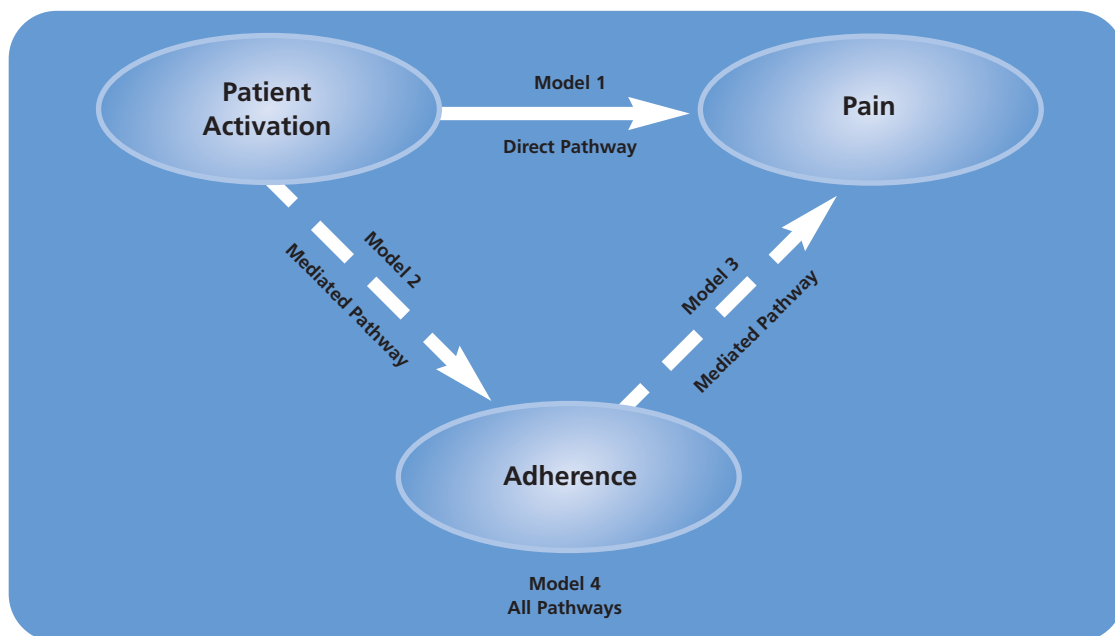 Patient
Activation
Model 1
Direct Pathway
Pain
Model 2
Mediated Pathway
Model 3
Mediated Pathway
Adherence
Model 4
All Pathways